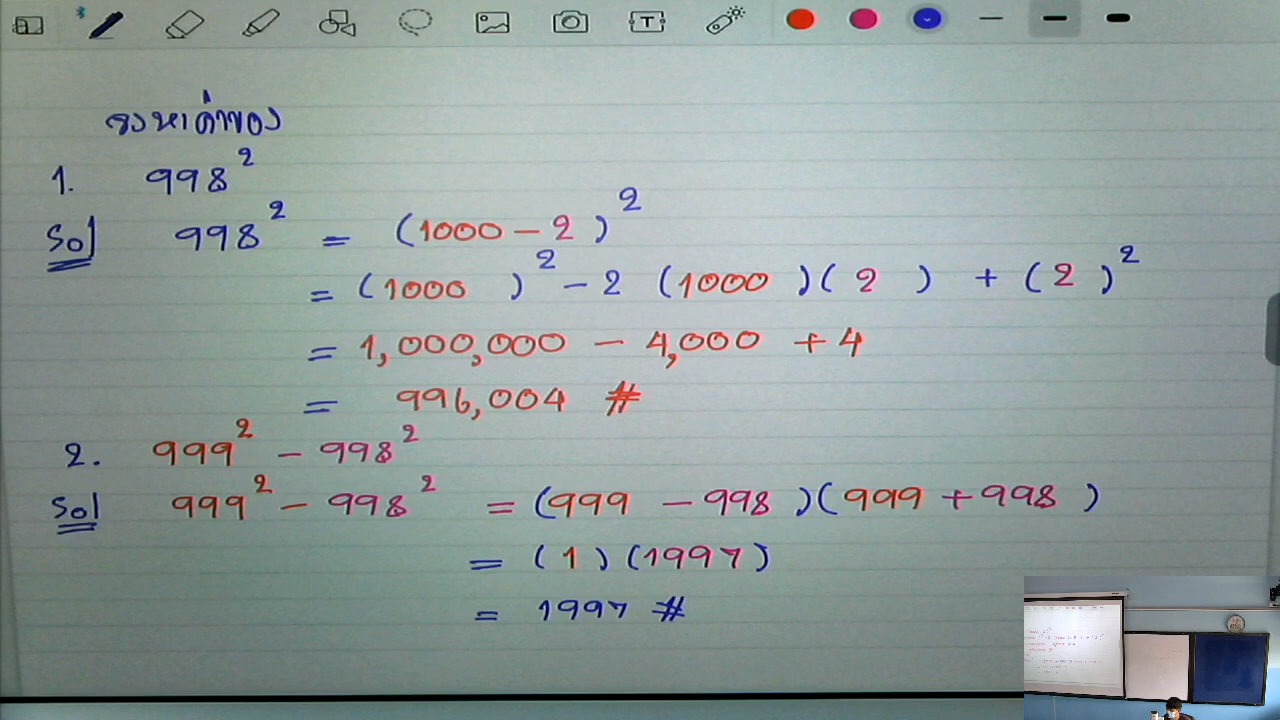 จงหาค่าของ
1. 998²
Sol 998² = (1000 - 2)²
= (1000 )² - 2 (1000 )( 2 ) + ( 2 )²
= 1,000,000 - 4,000 + 4
= 996,004 #
2. 999² - 998²
Sol 999² - 998² = (999 - 998 )( 999 + 998 )
= ( 1 ) (1997)
= 1997 #